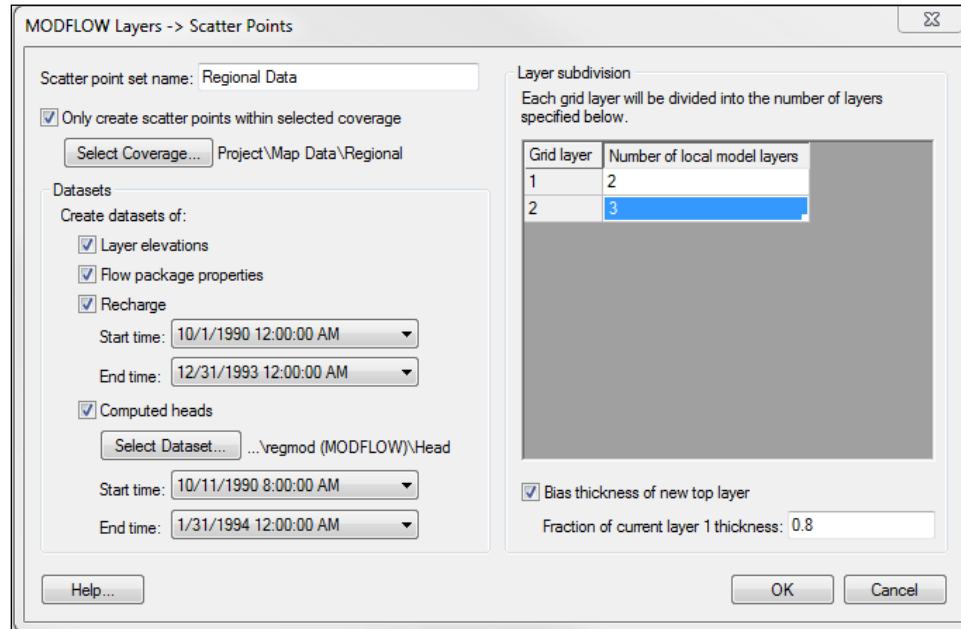 MODFLOW Layers -> Scatter Points
Scatter point set name: Regional Data
Only create scatter points within selected coverage
Select Coverage... Project\Map Data\Regional
Datasets
Create datasets of:
Layer elevations
Flow package properties
Recharge
Start time: 10/1/1990 12:00:00 AM
End time: 12/31/1993 12:00:00 AM
Computed heads
Select Dataset... ...\regmod (MODFLOW)\Head
Start time: 10/11/1990 8:00:00 AM
End time: 1/31/1994 12:00:00 AM
Layer subdivision
Each grid layer will be divided into the number of layers
specified below.
Grid layer Number of local model layers
1 2
2 3
Bias thickness of new top layer
Fraction of current layer 1 thickness: 0.8
Help... OK Cancel